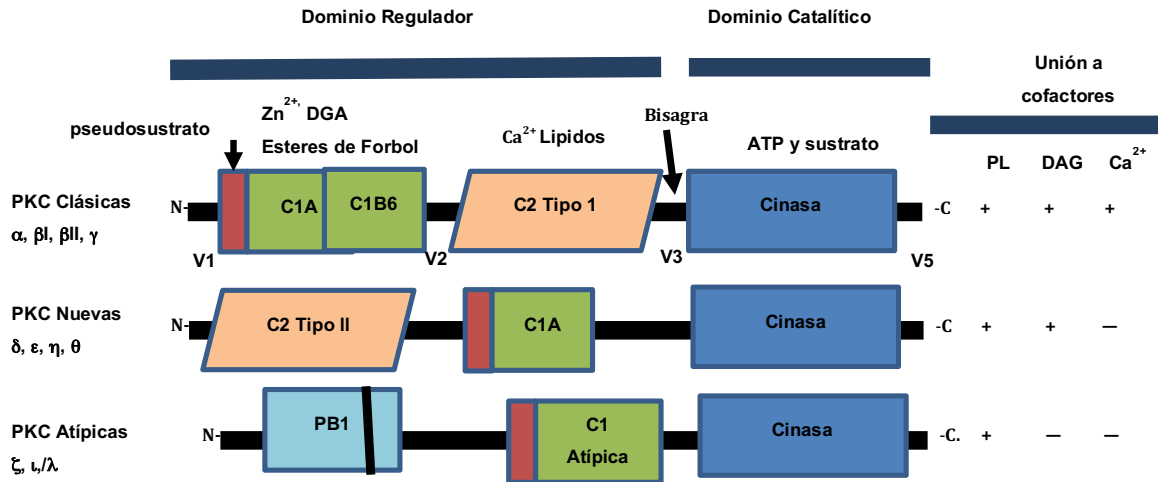 Dominio Regulador
Dominio Catalítico
Unión a
cofactores
pseudosustrato
Zn2+, DGA
Esteres de Forbol
Ca2+ Lipidos
Bisagra
ATP y sustrato
PL DAG Ca2+
PKC Clásicas
α, βI, βII, γ
N- C1A C1B6 C2 Tipo 1 Cinasa -C + + +
V1 V2 V3 V5
PKC Nuevas
δ, ε, η, θ
N- C2 Tipo II C1A Cinasa -C + + —
PKC Atípicas
ζ, ι,/λ
N- PB1 C1
Atípica
Cinasa -C. + — —